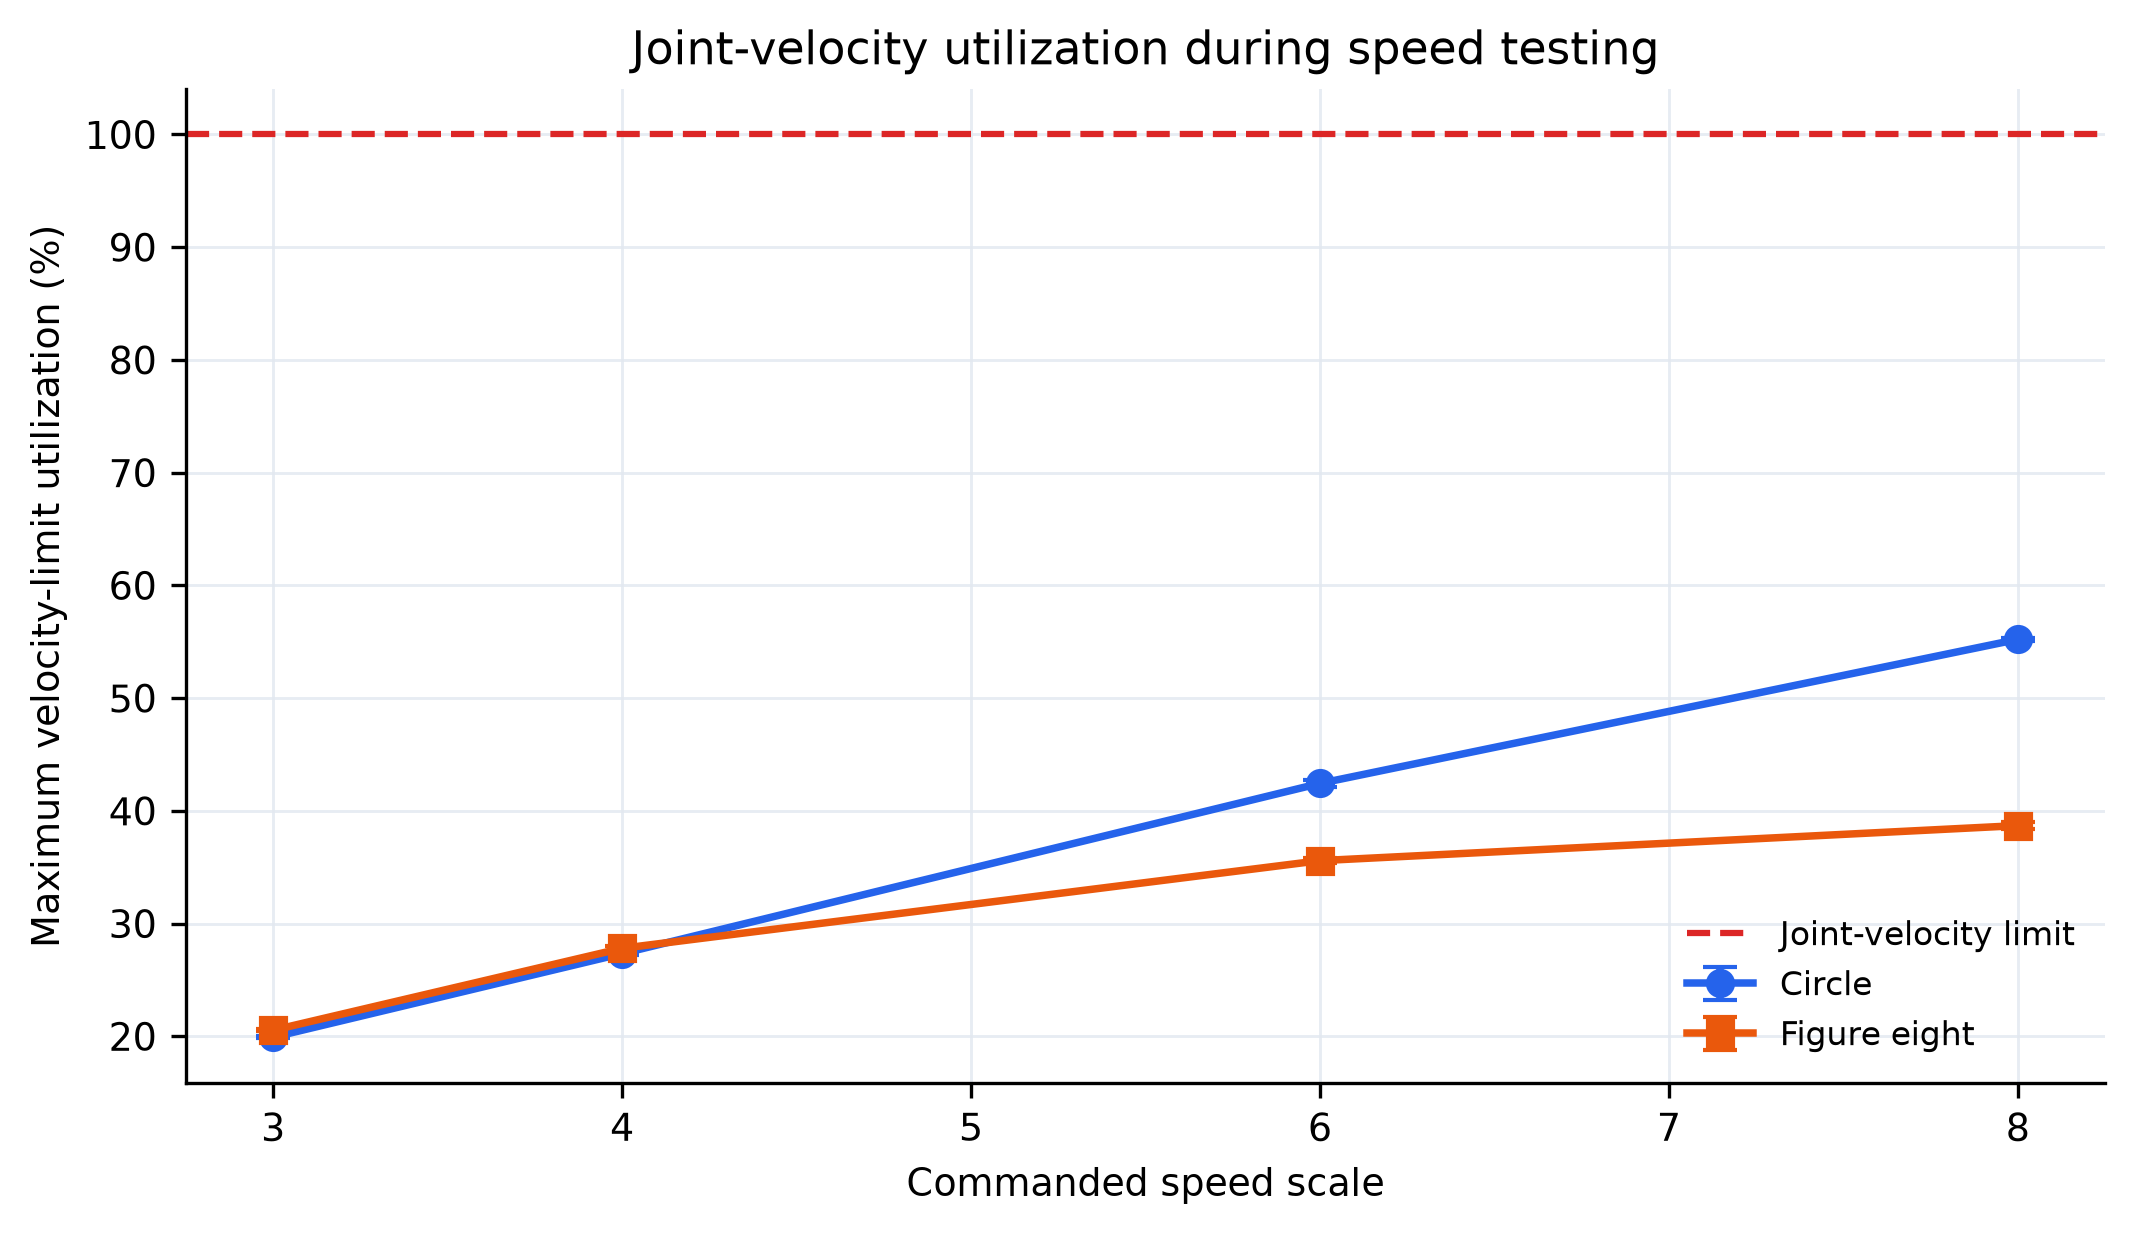 Joint-velocity utilization during speed testing
Maximum velocity-limit utilization (%)
100
90
80
70
60
50
40
30
20
Joint-velocity limit
Circle
Figure eight
3 4 5 6 7 8
Commanded speed scale